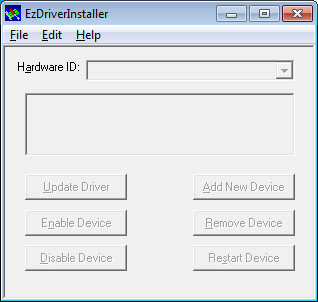 EzDriverInstaller
File Edit Help
Hardware ID:
Update Driver Add New Device
Enable Device Remove Device
Disable Device Restart Device